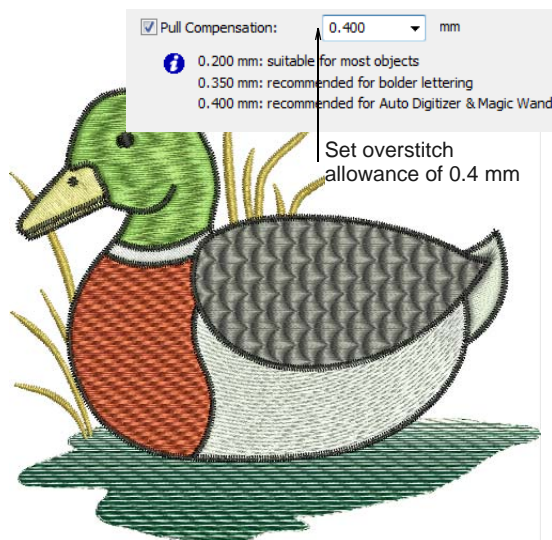 Pull Compensation: 0.400 mm
0.200 mm: suitable for most objects
0.350 mm: recommended for bolder lettering
0.400 mm: recommended for Auto Digitizer & Magic Wand
Set overstitch
allowance of 0.4 mm